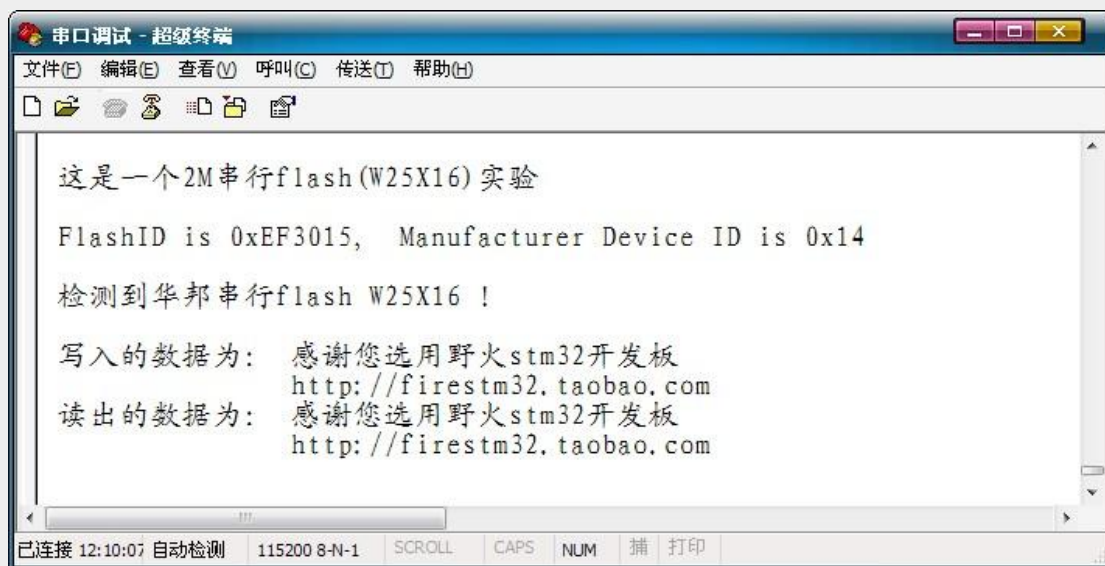 串口调试 - 超级终端
文件(F) 编辑(E) 查看(V) 呼叫(C) 传送(T) 帮助(H)
这是一个2M串行flash(W25X16)实验
FlashID is 0xEF3015, Manufacturer Device ID is 0x14
检测到华邦串行flash W25X16 !
写入的数据为: 感谢您选用野火stm32开发板
http://firestm32.taobao.com
读出的数据为: 感谢您选用野火stm32开发板
http://firestm32.taobao.com
已连接 12:10:07 自动检测 115200 8-N-1 SCROLL CAPS NUM 捕 打印